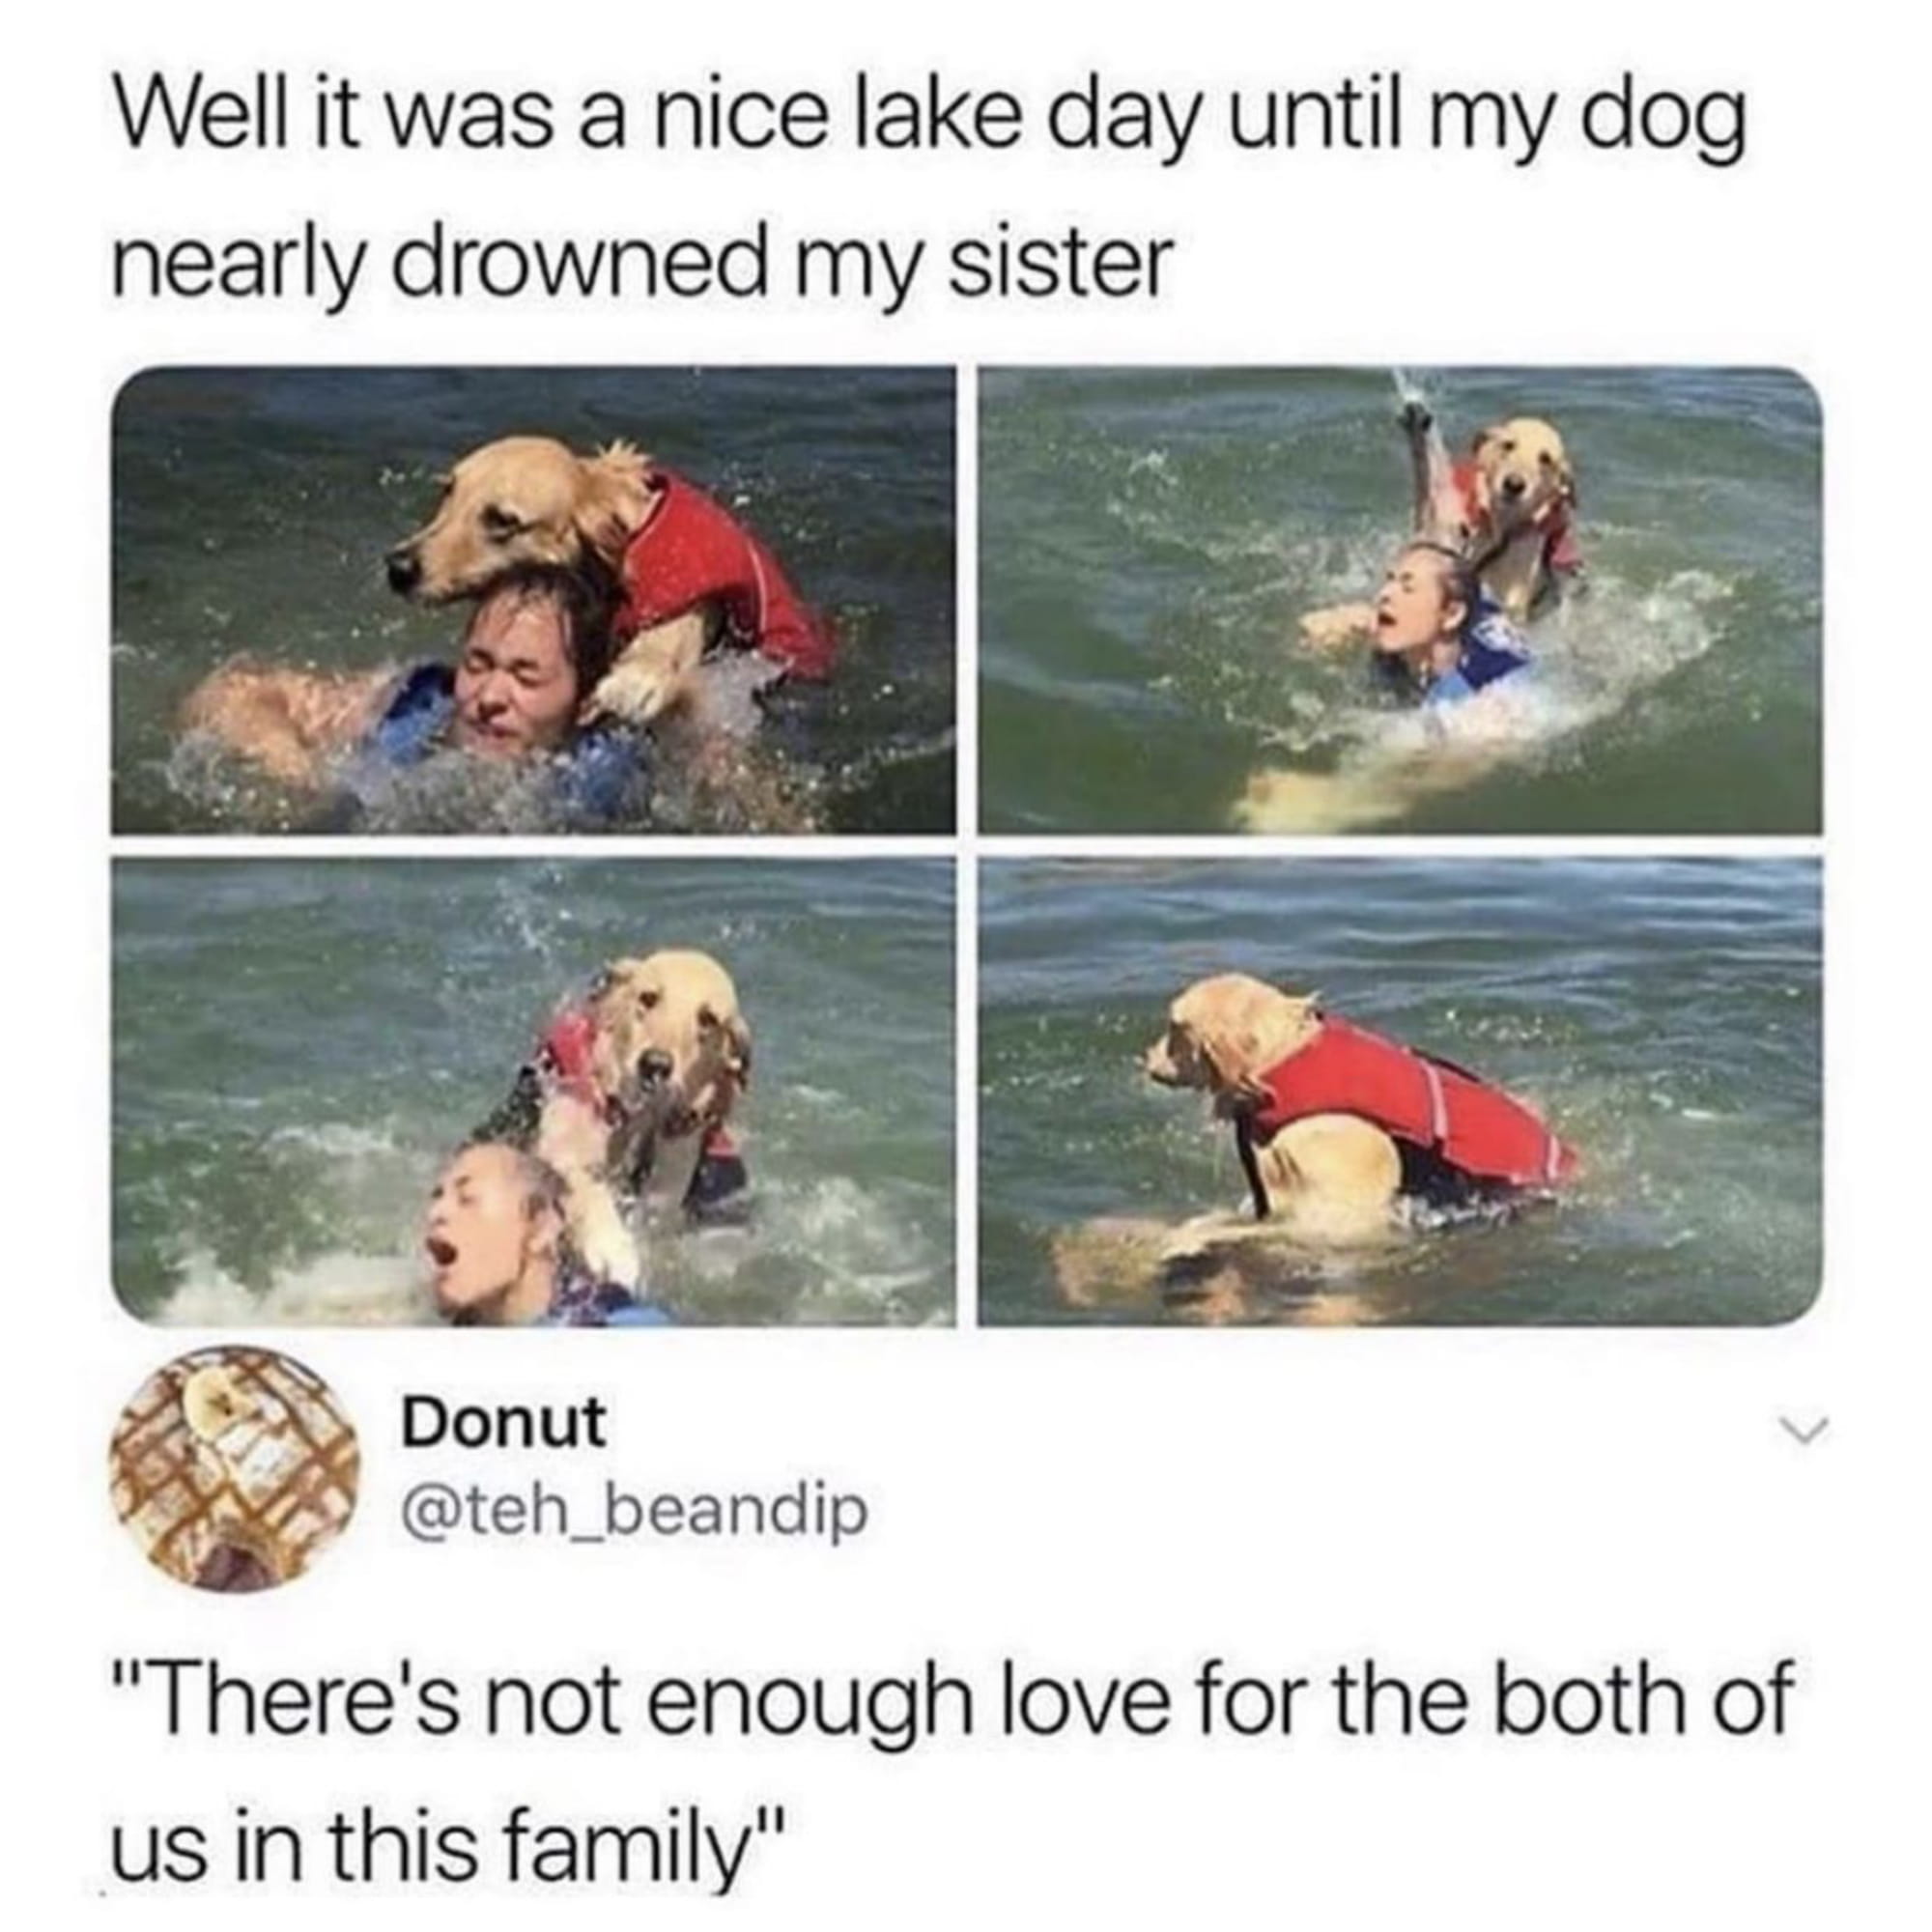 Well it was a nice lake day until my dog
nearly drowned my sister
Donut
@teh_beandip
"There's not enough love for the both of
us in this family"